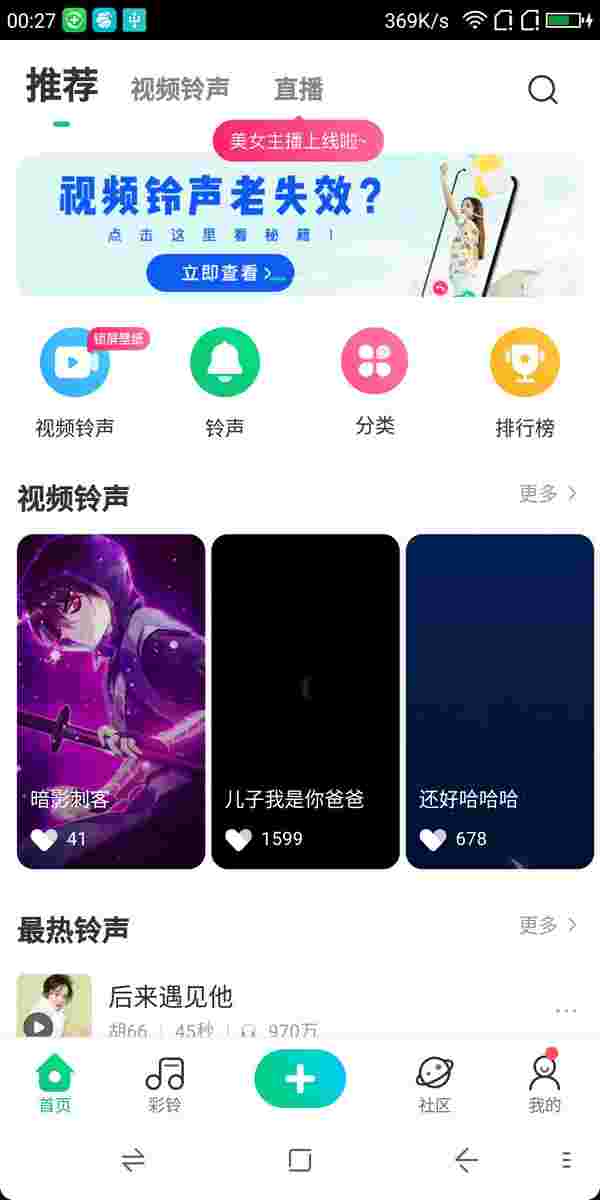 00:27
369K/s
推荐 视频铃声 直播
美女主播上线啦~
视频铃声老失效?
点击这里看秘籍!
立即查看 >
锁屏壁纸
视频铃声 铃声 分类 排行榜
视频铃声 更多 >
暗影刺客 儿子我是你爸爸 还好哈哈哈
41 1599 678
最热铃声 更多 >
后来遇见他
胡66 | 45秒 | 970万
首页 彩铃 社区 我的